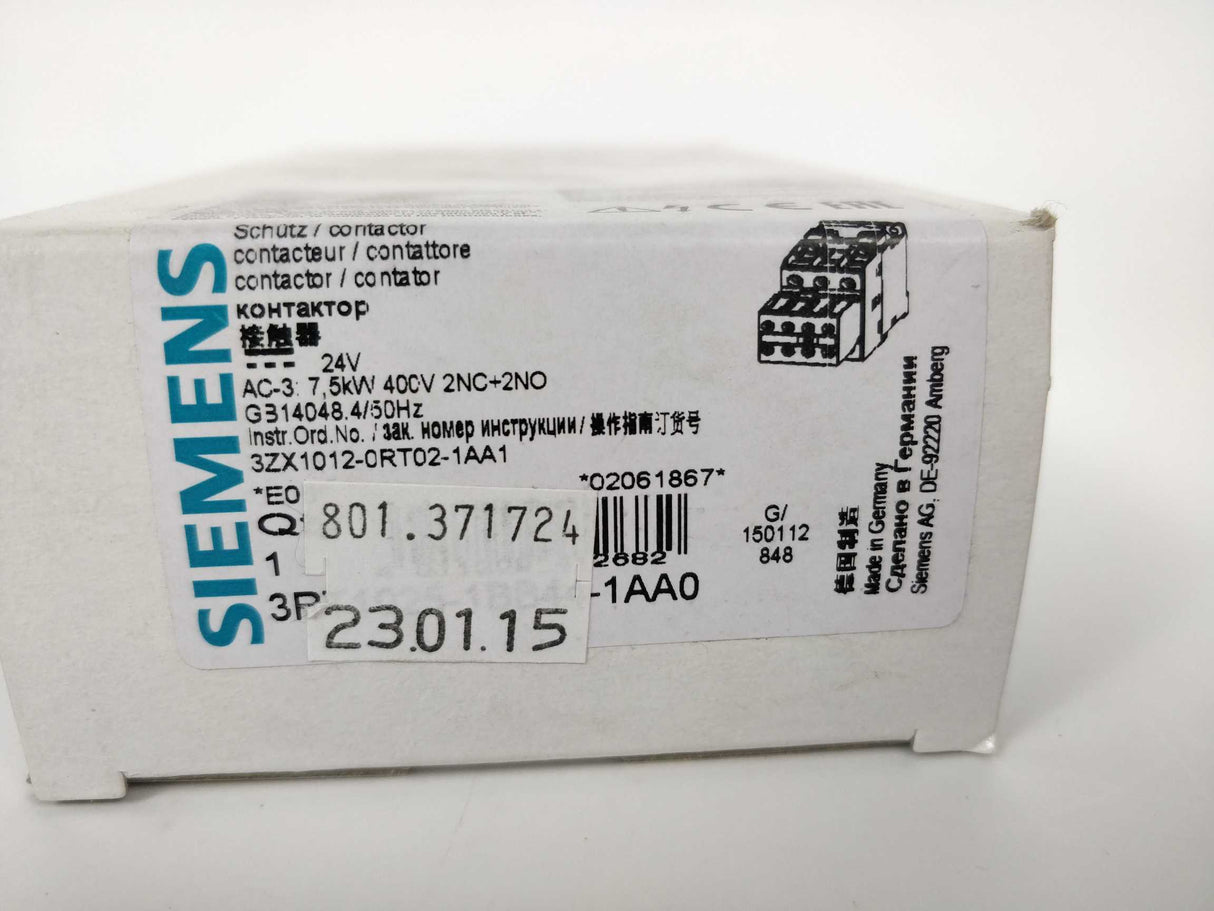 SIEMENS
Schütz / contactor
contacteur / contattore
contactor / contator
контактор
接触器
24V
AC-3: 7,5kW 400V 2NC+2NO
GB14048.4/50Hz
Instr.Ord.No. / зак. номер инструкции / 操作指南订货号
3ZX1012-0RT02-1AA1
*E0
*02061867*
801.371724
2682
1
-1AA0
23.01.15
G/
150112
848
德国制造
Made in Germany
Сделано в Германии
Siemens AG, DE-92220 Amberg